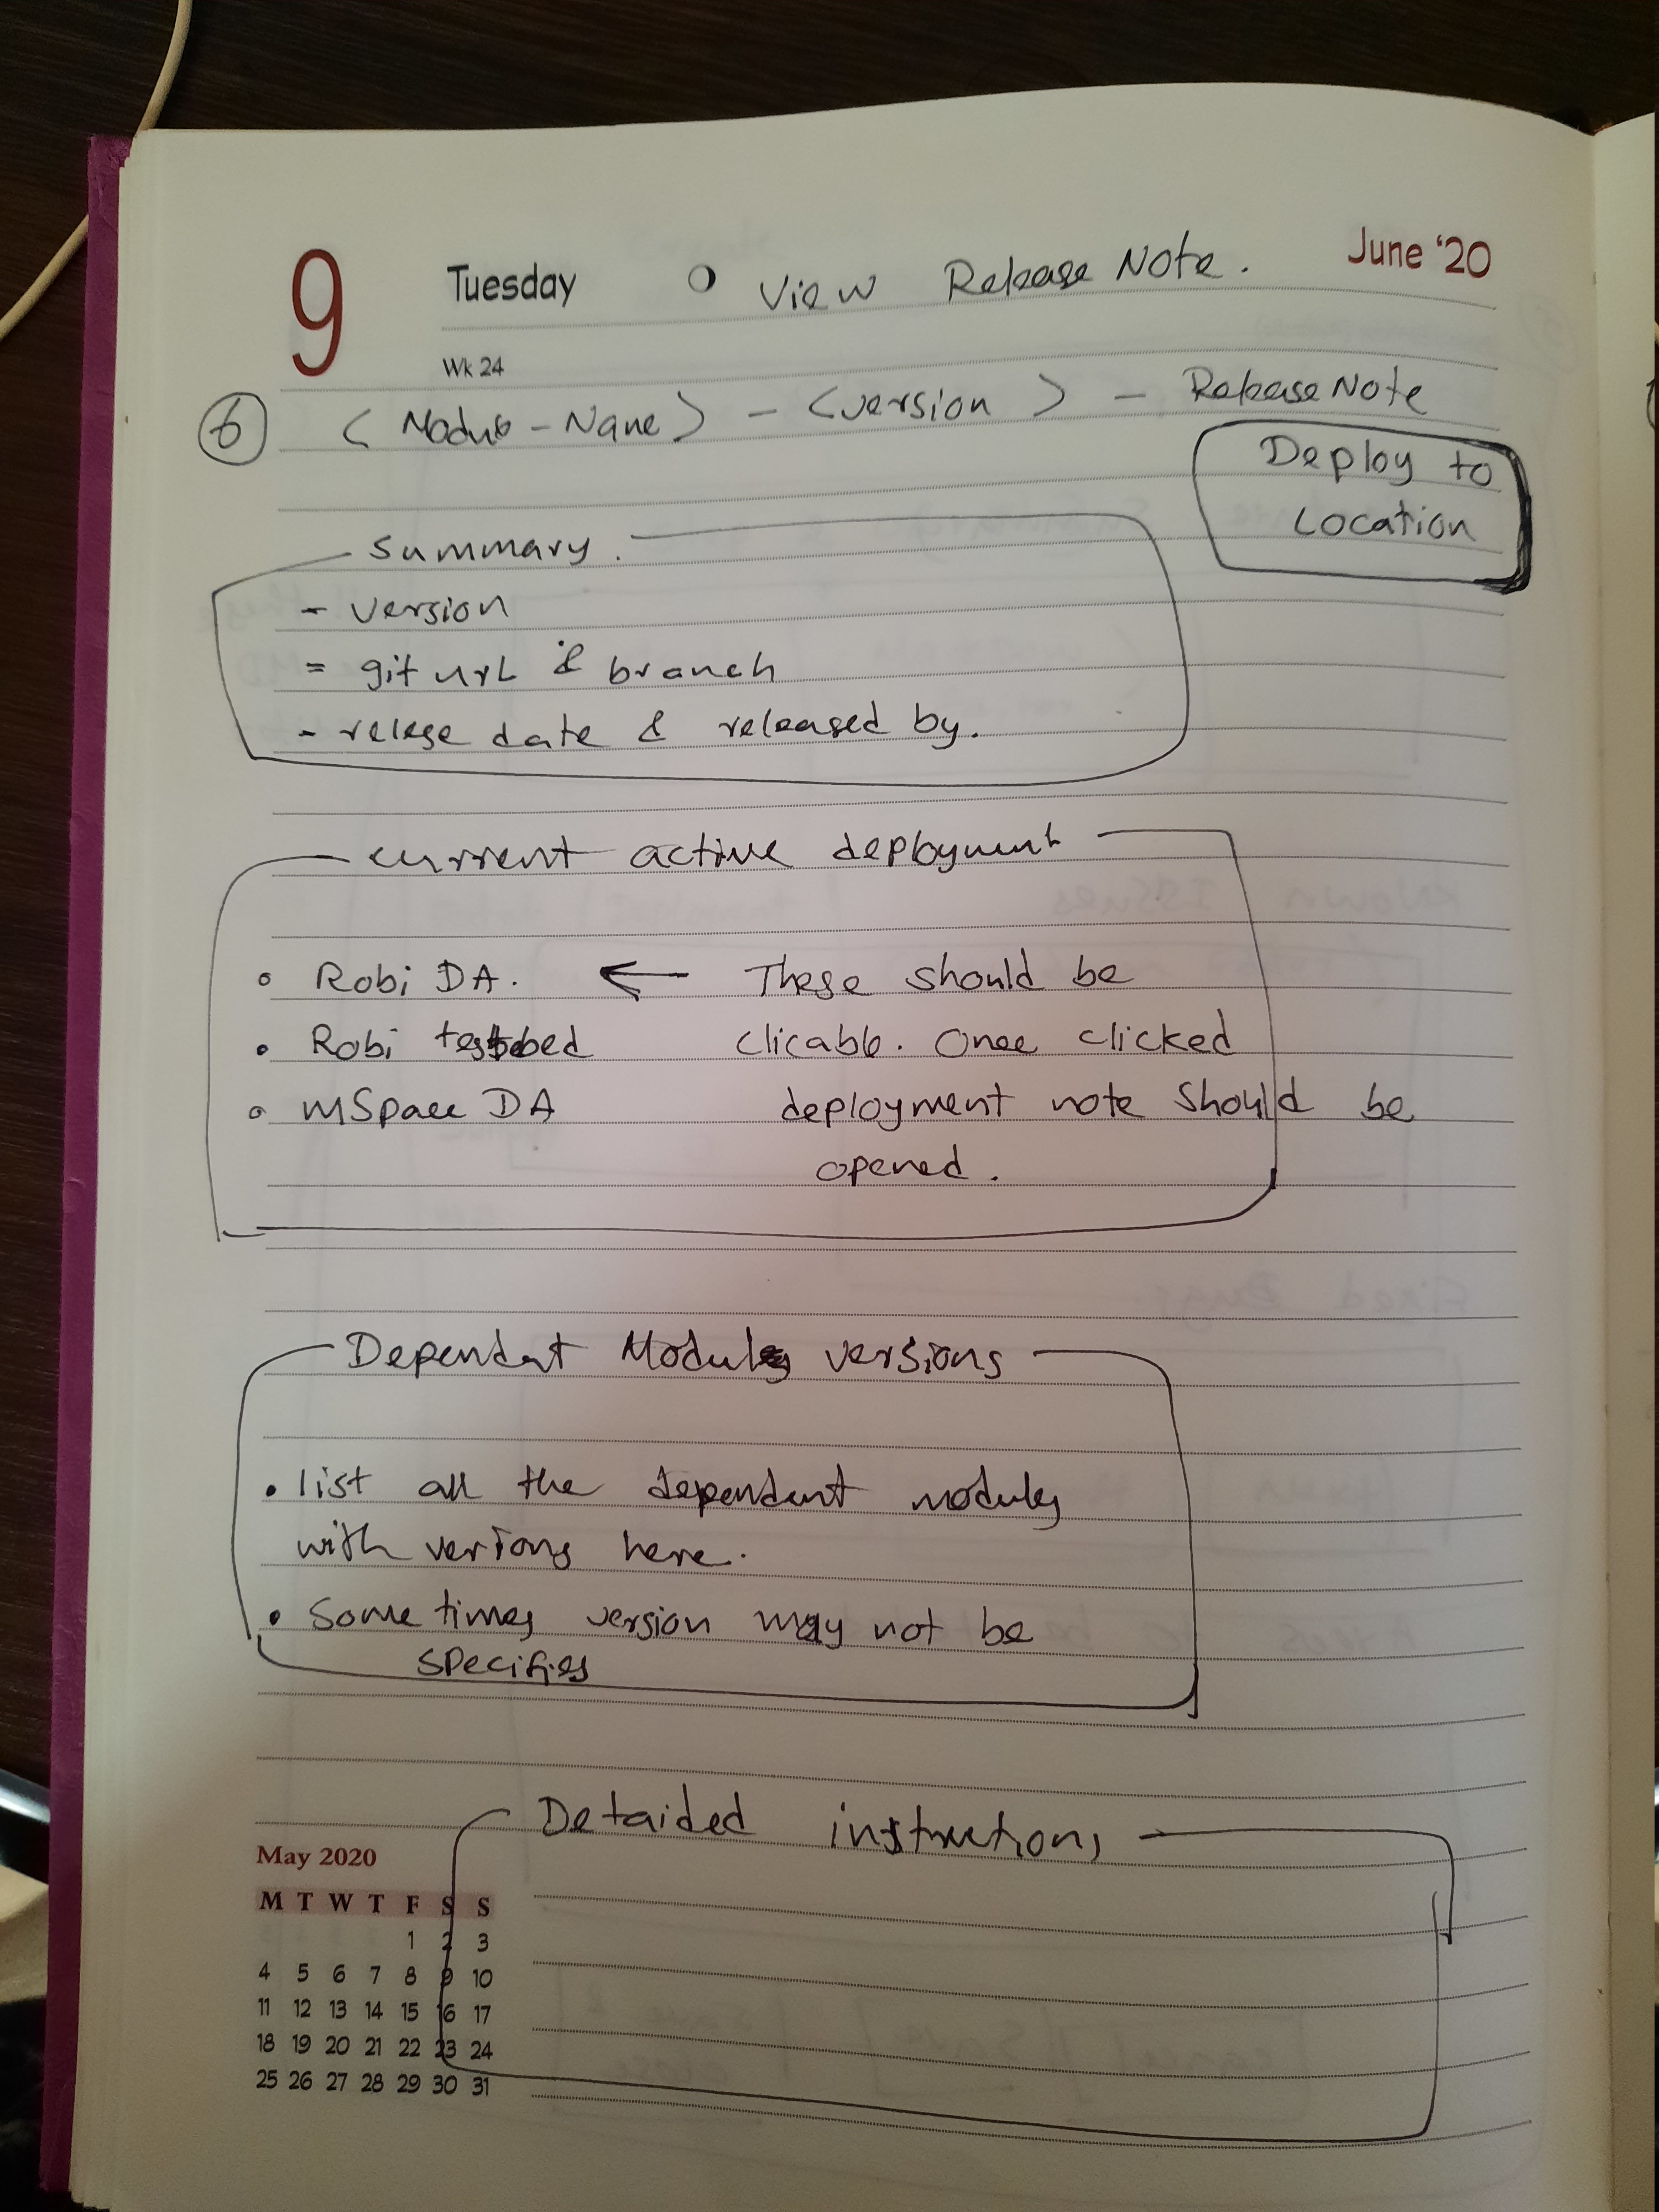 9 Tuesday View Release Note. June '20
Wk 24
6 < Module-Name> - <version> - Release Note
Deploy to
Location
summary.
- version
= git url & branch
- relese date & released by.
current active deployment
Robi DA. ← These should be
Robi testbed clicable. Once clicked
mSpace DA deployment note should be
opened.
Dependent Modules versions
• list all the dependent modules
with verions here.
• Some times version may not be
specifies
Detaided instructions
May 2020
M T W T F S S
1 2 3
4 5 6 7 8 9 10
11 12 13 14 15 16 17
18 19 20 21 22 23 24
25 26 27 28 29 30 31